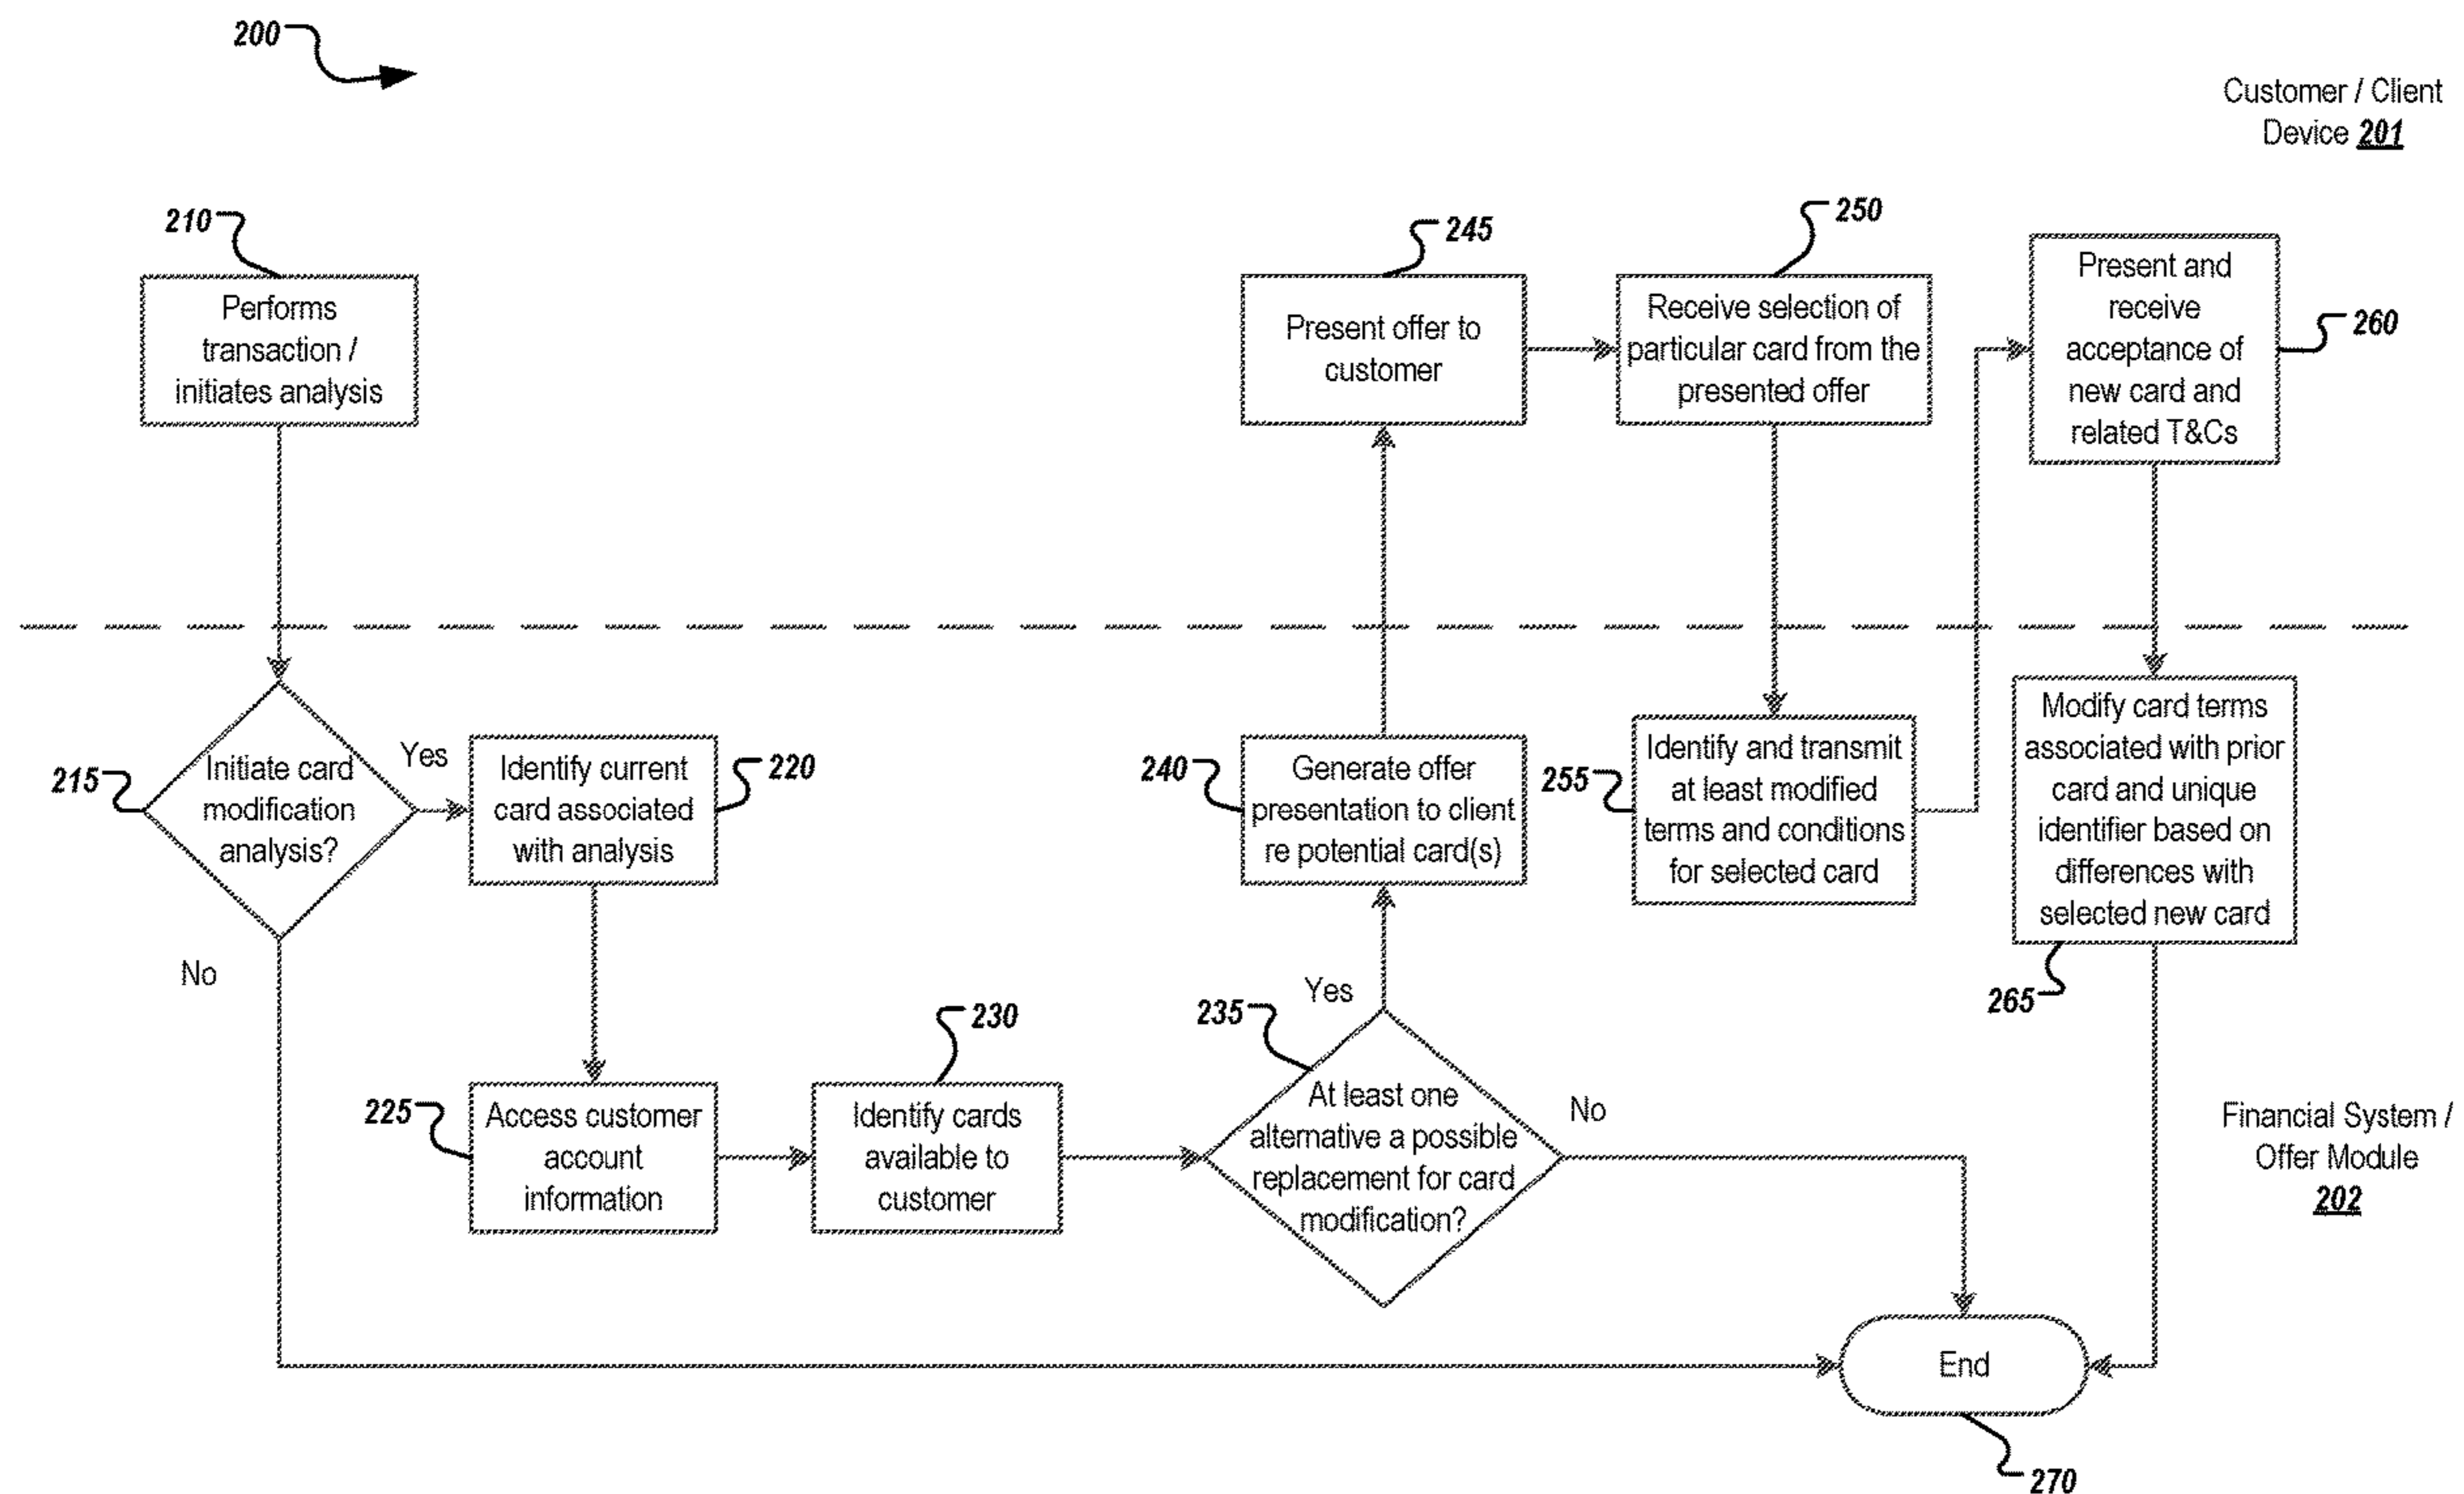 200
Customer / Client
Device 201
210
Performs
transaction /
initiates analysis
245
Present offer to
customer
250
Receive selection of
particular card from the
presented offer
260
Present and
receive
acceptance of
new card and
related T&Cs
215
Initiate card
modification
analysis?
Yes
No
220
Identify current
card associated
with analysis
240
Generate offer
presentation to client
re potential card(s)
255
Identify and transmit
at least modified
terms and conditions
for selected card
Modify card terms
associated with prior
card and unique
identifier based on
differences with
selected new card
265
225
Access customer
account
information
230
Identify cards
available to
customer
235
Yes
At least one
alternative a possible
replacement for card
modification?
No
Financial System /
Offer Module
202
End
270